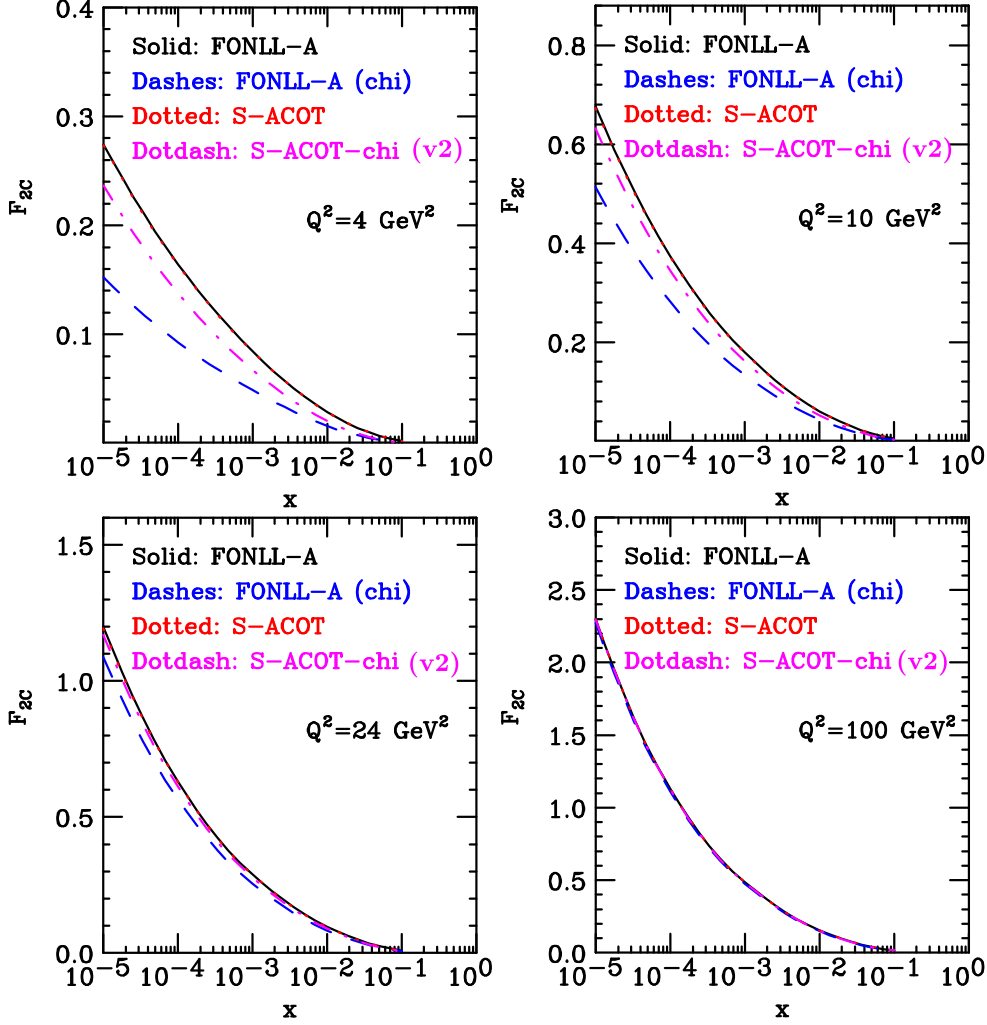 0.4
Solid: FONLL-A
Dashes: FONLL-A (chi)
0.3
Dotted: S-ACOT
Dotdash: S-ACOT-chi (v2)
F2C
Q²=4 GeV²
0.2
0.1
10⁻⁵ 10⁻⁴ 10⁻³ 10⁻² 10⁻¹ 10⁰
x
0.8
Solid: FONLL-A
Dashes: FONLL-A (chi)
Dotted: S-ACOT
0.6
Dotdash: S-ACOT-chi (v2)
F2C
Q²=10 GeV²
0.4
0.2
10⁻⁵ 10⁻⁴ 10⁻³ 10⁻² 10⁻¹ 10⁰
x
1.5
Solid: FONLL-A
Dashes: FONLL-A (chi)
Dotted: S-ACOT
Dotdash: S-ACOT-chi (v2)
1.0
F2C
Q²=24 GeV²
0.5
0.0
10⁻⁵ 10⁻⁴ 10⁻³ 10⁻² 10⁻¹ 10⁰
x
3.0
Solid: FONLL-A
2.5
Dashes: FONLL-A (chi)
Dotted: S-ACOT
Dotdash: S-ACOT-chi (v2)
2.0
F2C
Q²=100 GeV²
1.5
1.0
0.5
0.0
10⁻⁵ 10⁻⁴ 10⁻³ 10⁻² 10⁻¹ 10⁰
x